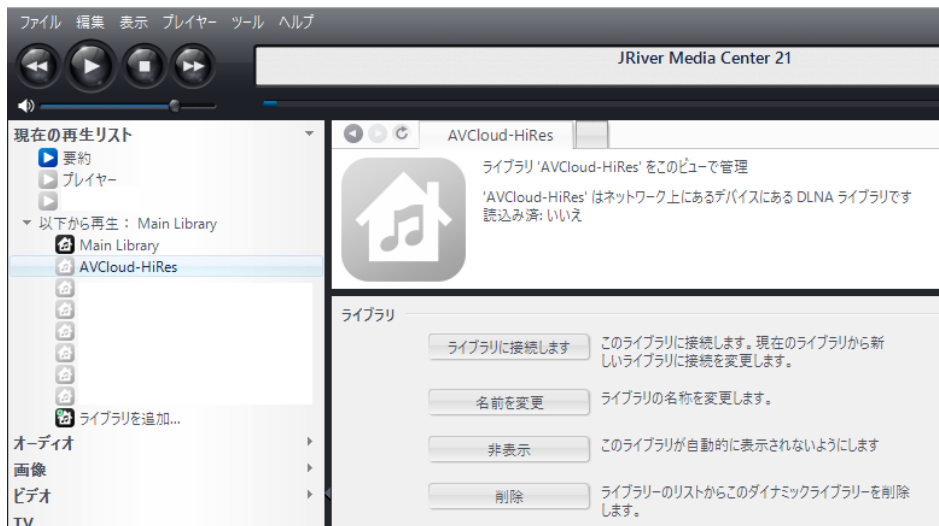 ファイル 編集 表示 プレイヤー ツール ヘルプ
JRiver Media Center 21
現在の再生リスト
要約
プレイヤー
以下から再生： Main Library
Main Library
AVCloud-HiRes
ライブラリを追加...
オーディオ
画像
ビデオ
TV
AVCloud-HiRes
ライブラリ 'AVCloud-HiRes' をこのビューで管理
'AVCloud-HiRes' はネットワーク上にあるデバイスにある DLNA ライブラリです
読込み済: いいえ
ライブラリ
ライブラリに接続します
このライブラリに接続します。現在のライブラリから新
しいライブラリに接続を変更します。
名前を変更
ライブラリの名称を変更します。
非表示
このライブラリが自動的に表示されないようにします
削除
ライブラリーのリストからこのダイナミックライブラリーを削除
します。